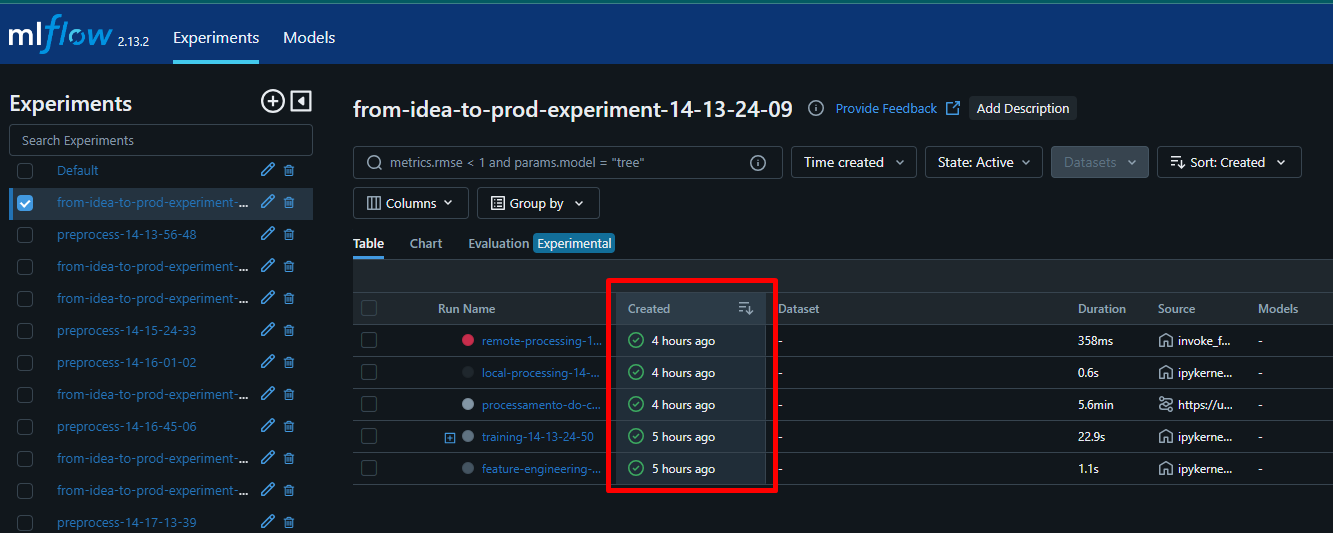 mlflow 2.13.2 Experiments Models
Experiments
Search Experiments
Default
from-idea-to-prod-experiment-...
preprocess-14-13-56-48
from-idea-to-prod-experiment-...
from-idea-to-prod-experiment-...
preprocess-14-15-24-33
preprocess-14-16-01-02
from-idea-to-prod-experiment-...
preprocess-14-16-45-06
from-idea-to-prod-experiment-...
from-idea-to-prod-experiment-...
preprocess-14-17-13-39
from-idea-to-prod-experiment-14-13-24-09 Provide Feedback Add Description
metrics.rmse < 1 and params.model = "tree" Time created State: Active Datasets Sort: Created
Columns Group by
Table Chart Evaluation Experimental
Run Name Created Dataset Duration Source Models
remote-processing-1... 4 hours ago - 358ms invoke_f... -
local-processing-14-... 4 hours ago - 0.6s ipykerne... -
processamento-do-c... 4 hours ago - 5.6min https://u... -
training-14-13-24-50 5 hours ago - 22.9s ipykerne... -
feature-engineering-... 5 hours ago - 1.1s ipykerne... -